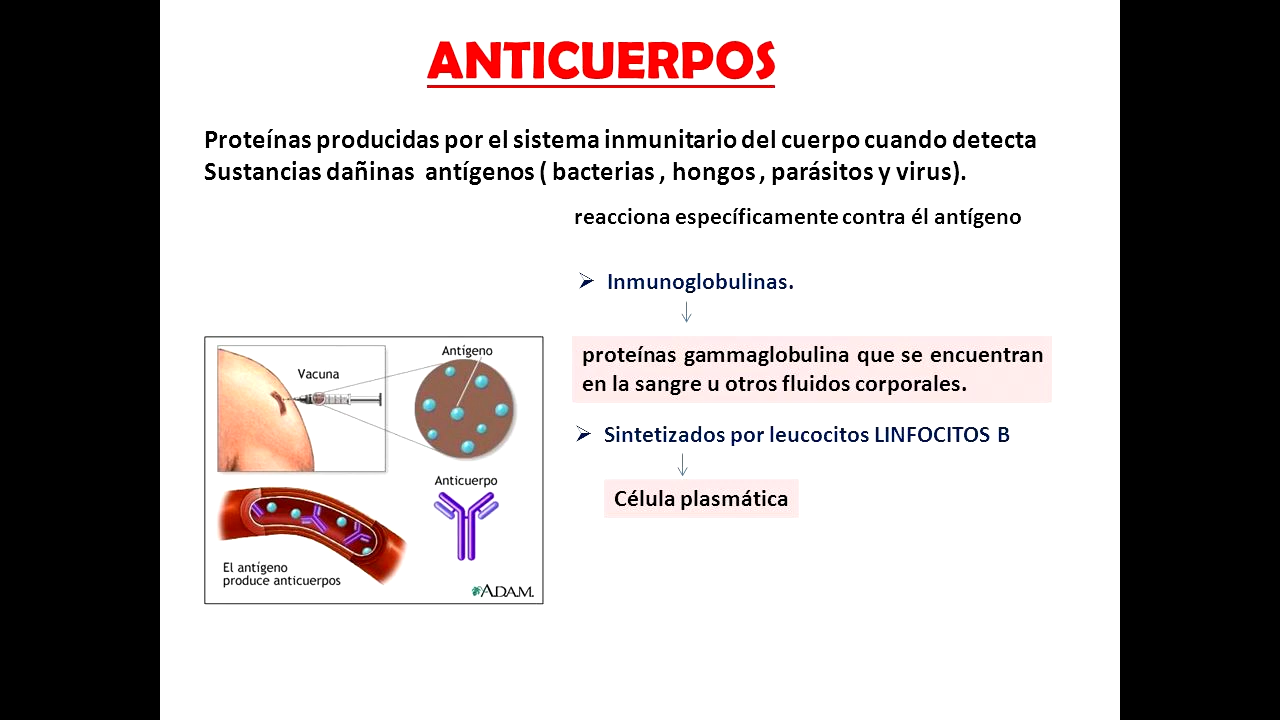 ANTICUERPOS
Proteínas producidas por el sistema inmunitario del cuerpo cuando detecta
Sustancias dañinas antígenos ( bacterias , hongos , parásitos y virus).
reacciona específicamente contra él antígeno
➢ Inmunoglobulinas.
proteínas gammaglobulina que se encuentran
en la sangre u otros fluidos corporales.
➢ Sintetizados por leucocitos LINFOCITOS B
Célula plasmática
Antígeno
Vacuna
Anticuerpo
El antígeno
produce anticuerpos
ADAM.